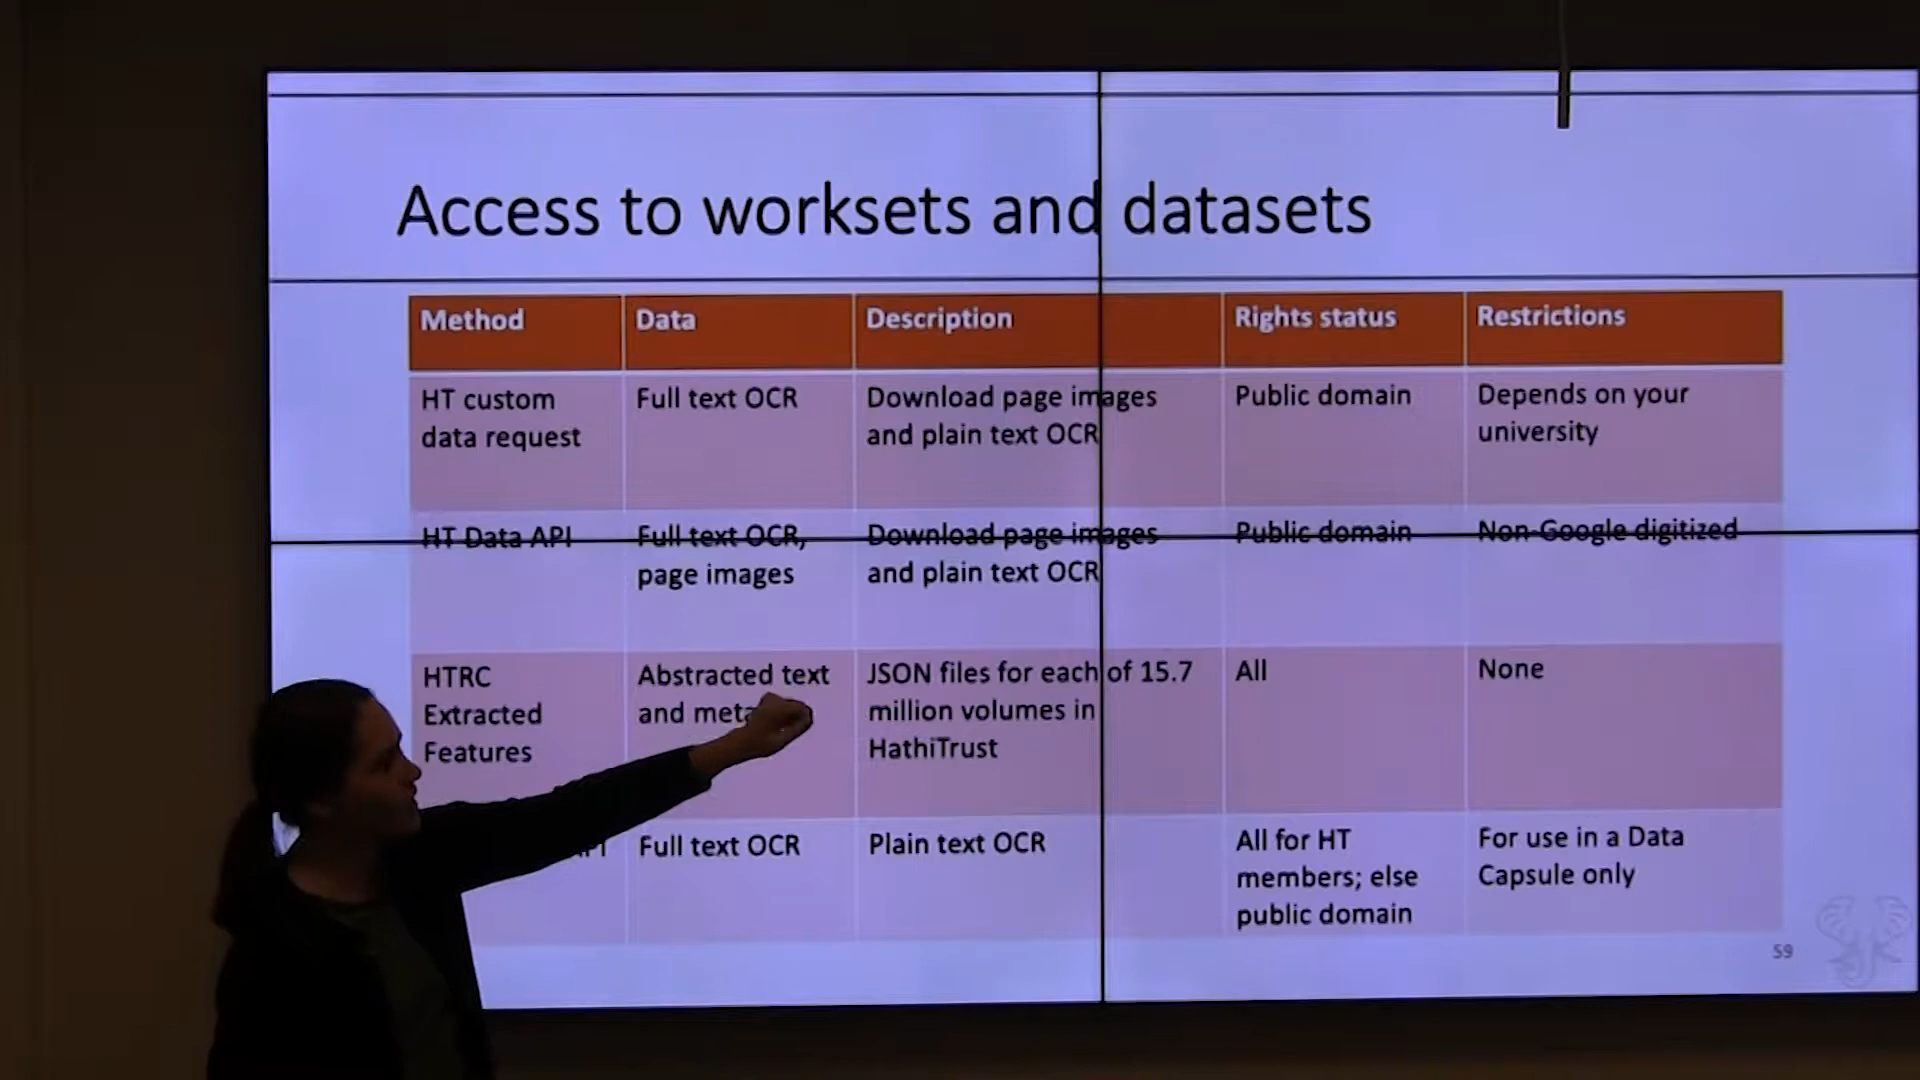 Access to worksets and datasets
Method
Data
Description
Rights status
Restrictions
HT custom
data request
Full text OCR
Download page images
and plain text OCR
Public domain
Depends on your
university
HT Data API
Full text OCR,
page images
Download page images
and plain text OCR
Public domain
Non-Google digitized
HTRC
Extracted
Features
Abstracted text
and
JSON files for each of 15.7
million volumes in
HathiTrust
All
None
Full text OCR
Plain text OCR
All for HT
members; else
public domain
For use in a Data
Capsule only
59